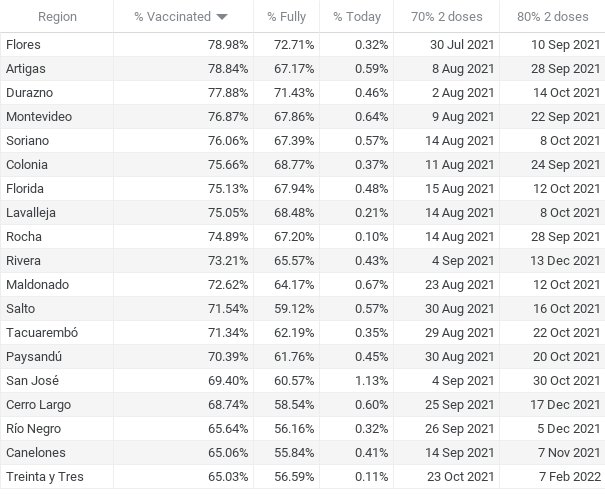 Region % Vaccinated % Fully % Today 70% 2 doses 80% 2 doses
Flores 78.98% 72.71% 0.32% 30 Jul 2021 10 Sep 2021
Artigas 78.84% 67.17% 0.59% 8 Aug 2021 28 Sep 2021
Durazno 77.88% 71.43% 0.46% 2 Aug 2021 14 Oct 2021
Montevideo 76.87% 67.86% 0.64% 9 Aug 2021 22 Sep 2021
Soriano 76.06% 67.39% 0.57% 14 Aug 2021 8 Oct 2021
Colonia 75.66% 68.77% 0.37% 11 Aug 2021 24 Sep 2021
Florida 75.13% 67.94% 0.48% 15 Aug 2021 12 Oct 2021
Lavalleja 75.05% 68.48% 0.21% 14 Aug 2021 8 Oct 2021
Rocha 74.89% 67.20% 0.10% 14 Aug 2021 28 Sep 2021
Rivera 73.21% 65.57% 0.43% 4 Sep 2021 13 Dec 2021
Maldonado 72.62% 64.17% 0.67% 23 Aug 2021 12 Oct 2021
Salto 71.54% 59.12% 0.57% 30 Aug 2021 16 Oct 2021
Tacuarembó 71.34% 62.19% 0.35% 29 Aug 2021 22 Oct 2021
Paysandú 70.39% 61.76% 0.45% 30 Aug 2021 20 Oct 2021
San José 69.40% 60.57% 1.13% 4 Sep 2021 30 Oct 2021
Cerro Largo 68.74% 58.54% 0.60% 25 Sep 2021 17 Dec 2021
Río Negro 65.64% 56.16% 0.32% 26 Sep 2021 5 Dec 2021
Canelones 65.06% 55.84% 0.41% 14 Sep 2021 7 Nov 2021
Treinta y Tres 65.03% 56.59% 0.11% 23 Oct 2021 7 Feb 2022